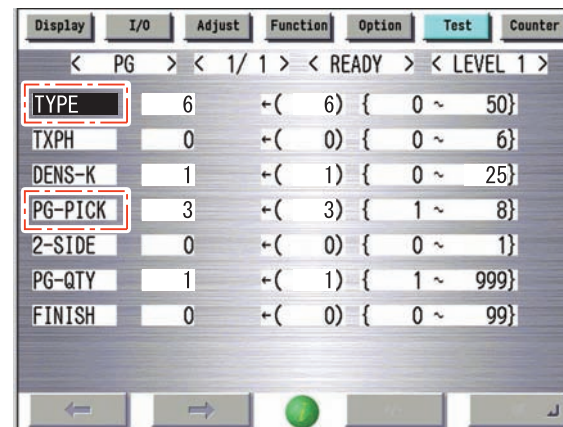 Display I/O Adjust Function Option Test Counter
< PG > < 1/ 1 > < READY > < LEVEL 1 >
TYPE 6 ←( 6) { 0 ~ 50}
TXPH 0 ←( 0) { 0 ~ 6}
DENS-K 1 ←( 1) { 0 ~ 25}
PG-PICK 3 ←( 3) { 1 ~ 8}
2-SIDE 0 ←( 0) { 0 ~ 1}
PG-QTY 1 ←( 1) { 1 ~ 999}
FINISH 0 ←( 0) { 0 ~ 99}